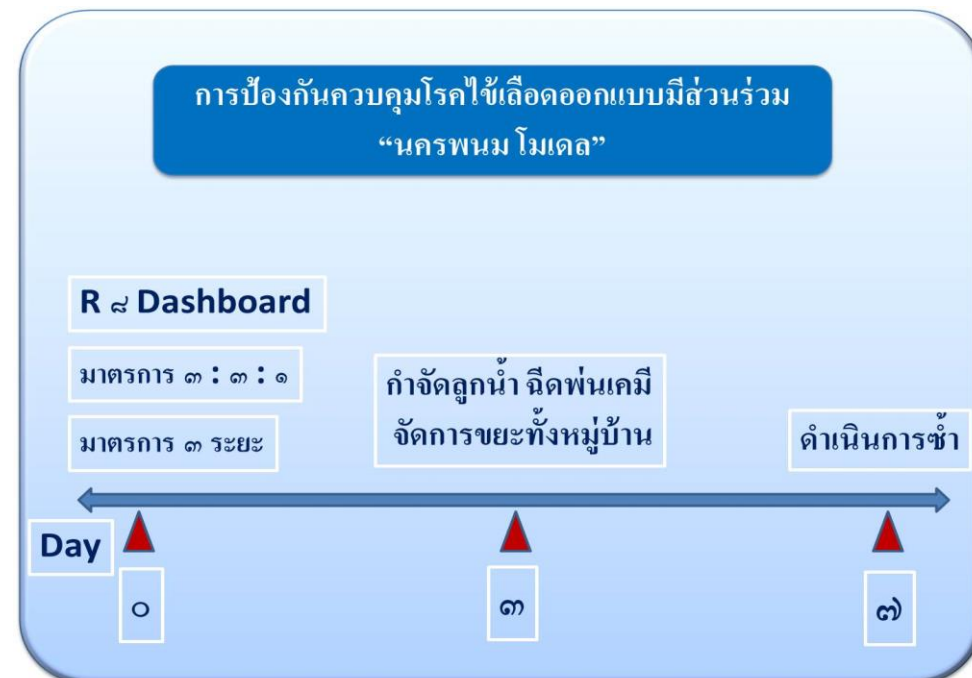 การป้องกันควบคุมโรคไข้เลือดออกแบบมีส่วนร่วม
“นครพนม โมเดล”
R ๘ Dashboard
มาตรการ ๓ : ๓ : ๑
มาตรการ ๓ ระยะ
กำจัดลูกน้ำ ฉีดพ่นเคมี
จัดการขยะทั้งหมู่บ้าน
ดำเนินการซ้ำ
Day
๐
๓
๗